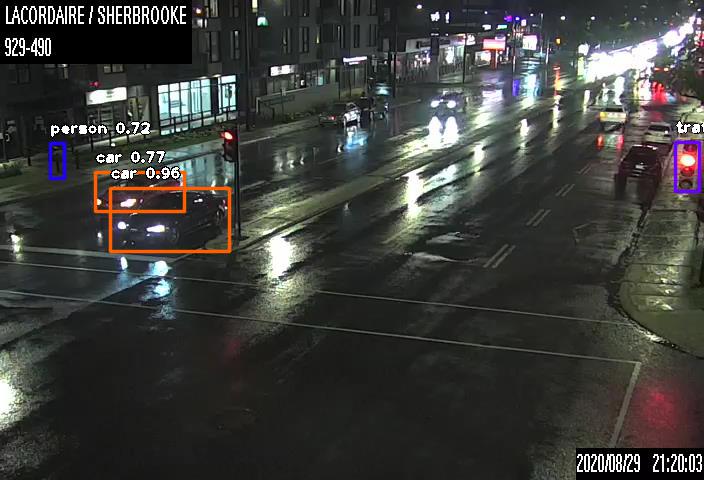 LACORDAIRE / SHERBROOKE
929-490
person 0.72
traf
car 0.77
car 0.96
2020/08/29 21:20:03